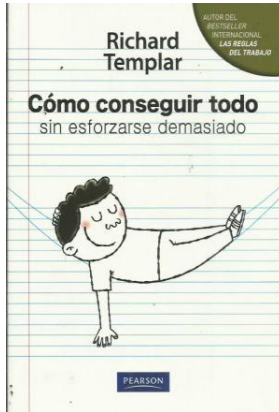 AUTOR DEL
BESTSELLER
INTERNACIONAL
LAS REGLAS
DEL TRABAJO
Richard
Templar
Cómo conseguir todo
sin esforzarse demasiado
PEARSON